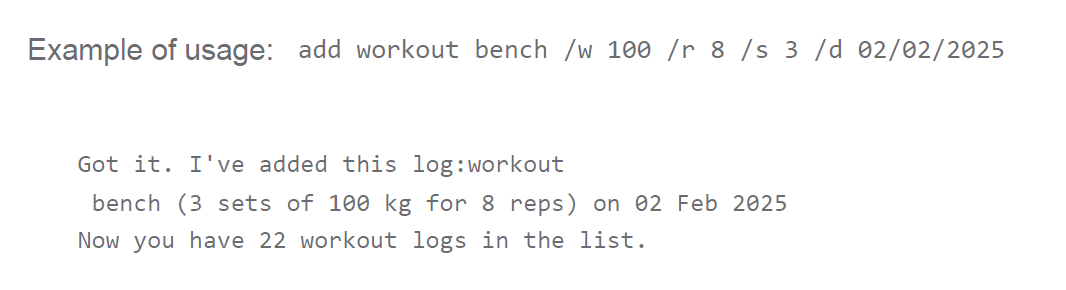 Example of usage: add workout bench /w 100 /r 8 /s 3 /d 02/02/2025
Got it. I've added this log:workout
bench (3 sets of 100 kg for 8 reps) on 02 Feb 2025
Now you have 22 workout logs in the list.